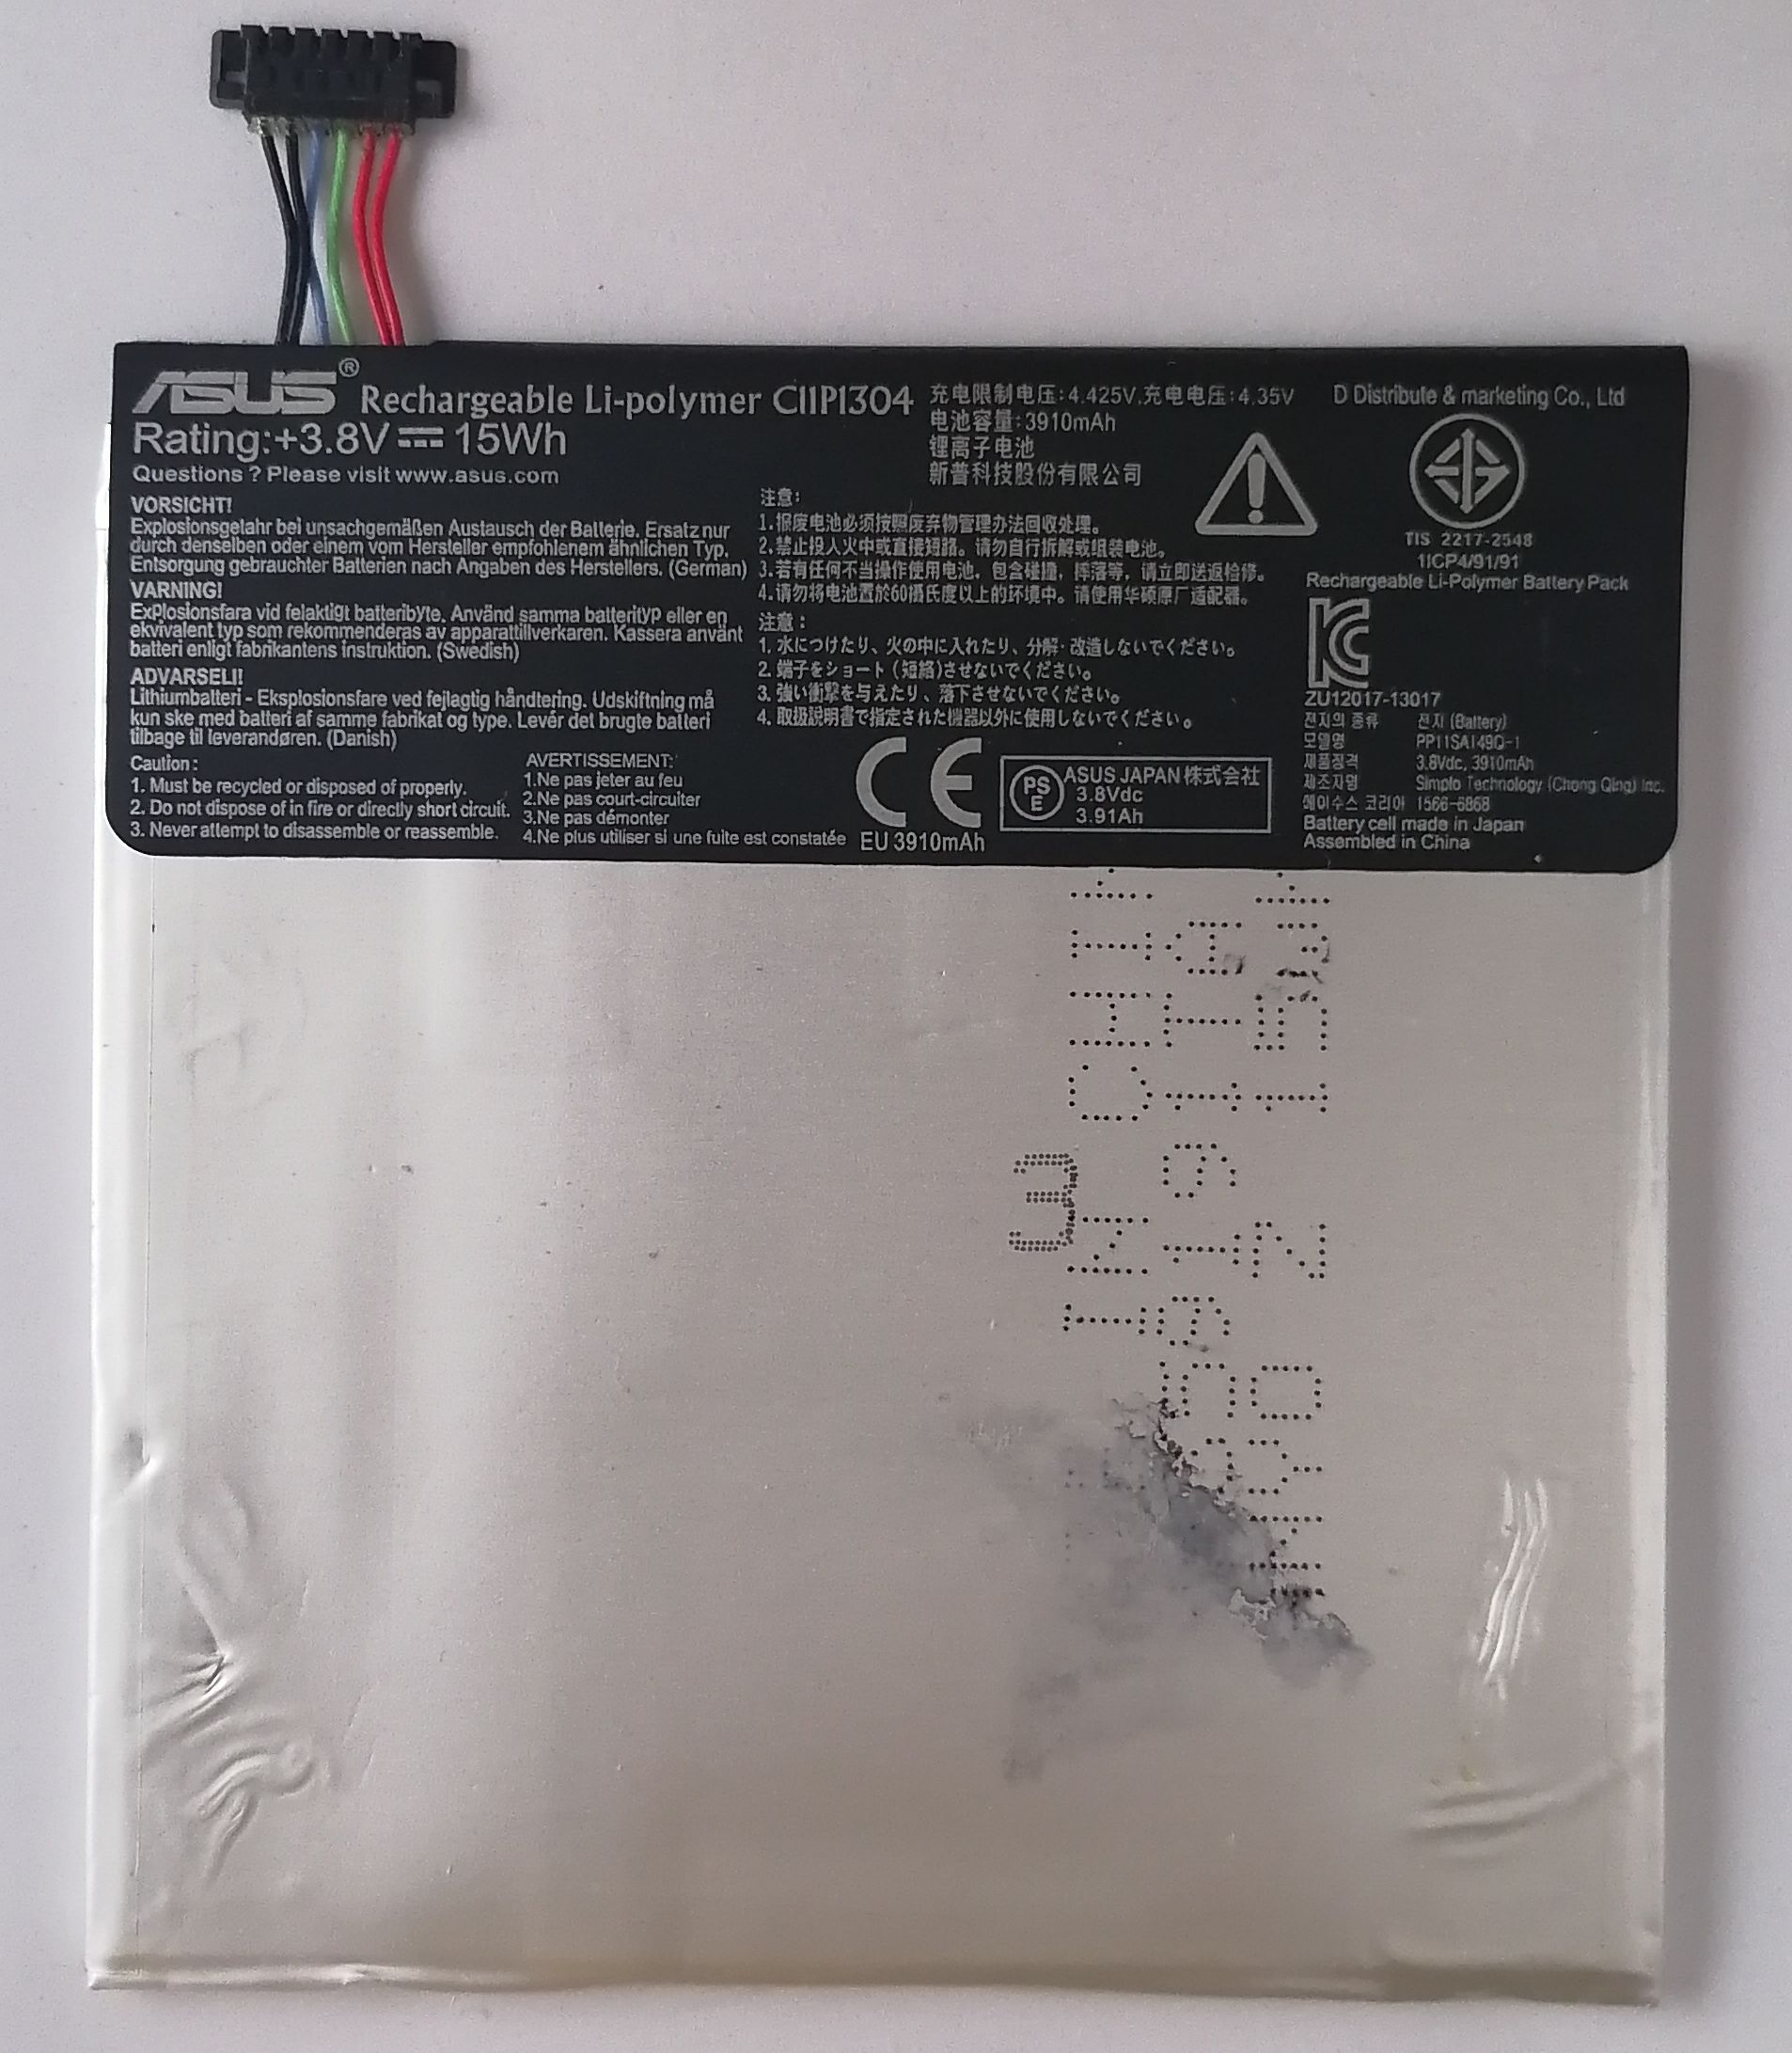 ASUS® Rechargeable Li-polymer C11P1304
Rating:+3.8V⎓15Wh
Questions ? Please visit www.asus.com
VORSICHT!
Explosionsgefahr bei unsachgemäßen Austausch der Batterie. Ersatz nur
durch denselben oder einem vom Hersteller empfohlenem ähnlichen Typ.
Entsorgung gebrauchter Batterien nach Angaben des Herstellers. (German)
VARNING!
Explosionsfara vid felaktigt batteribyte. Använd samma batterityp eller en
ekvivalent typ som rekommenderas av apparattillverkaren. Kassera använt
batteri enligt fabrikantens instruktion. (Swedish)
ADVARSELI!
Lithiumbatteri - Eksplosionsfare ved fejlagtig håndtering. Udskiftning må
kun ske med batteri af samme fabrikat og type. Levér det brugte batteri
tilbage til leverandøren. (Danish)
Caution:
1. Must be recycled or disposed of properly.
2. Do not dispose of in fire or directly short circuit.
3. Never attempt to disassemble or reassemble.
AVERTISSEMENT:
1.Ne pas jeter au feu
2.Ne pas court-circuiter
3.Ne pas démonter
4.Ne plus utiliser si une fuite est constatée
充电限制电压:4.425V,充电电压:4.35V
电池容量:3910mAh
锂离子电池
新普科技股份有限公司
注意:
1.报废电池必须按照废弃物管理办法回收处理。
2.禁止投入火中或直接短路。请勿自行拆解或组装电池。
3.若有任何不当操作使用电池,包含碰撞,摔落等,请立即送返检修。
4.请勿将电池置於60摄氏度以上的环境中。请使用华硕原厂适配器。
注意:
1. 水につけたり、火の中に入れたり、分解・改造しないでください。
2. 端子をショート(短絡)させないでください。
3. 強い衝撃を与えたり、落下させないでください。
4. 取扱説明書で指定された機器以外に使用しないでください。
CE
EU 3910mAh
PS
E
ASUS JAPAN 株式会社
3.8Vdc
3.91Ah
D Distribute & marketing Co., Ltd
TIS 2217-2548
1ICP4/91/91
Rechargeable Li-Polymer Battery Pack
KC
ZU12017-13017
전지의 종류 전지 (Battery)
모델명 PP11SA149Q-1
제품정격 3.8Vdc, 3910mAh
제조자명 Simplo Technology (Chong Qing) Inc.
에이수스 코리아 1566-6868
Battery cell made in Japan
Assembled in China
3